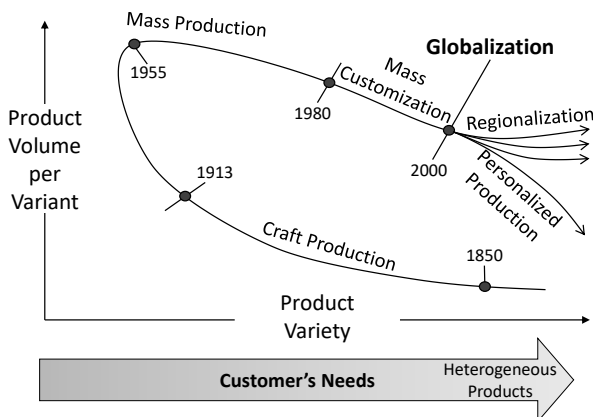 Mass Production
1955
Globalization
Mass
Customization
1980
Regionalization
2000
Personalized
Production
Product
Volume
per
Variant
1913
Craft Production
1850
Product
Variety
Customer's Needs
Heterogeneous
Products